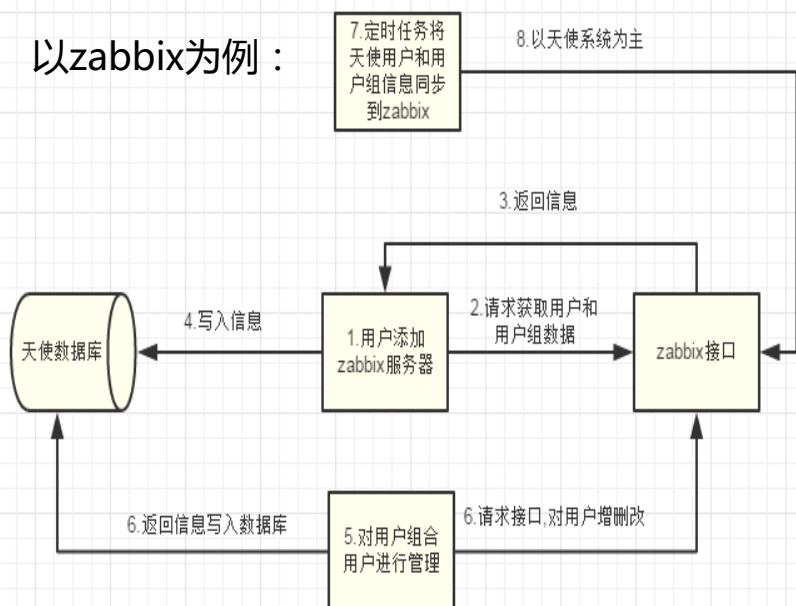 以zabbix为例：
7.定时任务将
天使用户和用
户组信息同步
到zabbix
8.以天使系统为主
3.返回信息
天使数据库
4.写入信息
1.用户添加
zabbix服务器
2.请求获取用户和
用户组数据
zabbix接口
6.返回信息写入数据库
5.对用户组合
用户进行管理
6.请求接口,对用户增删改